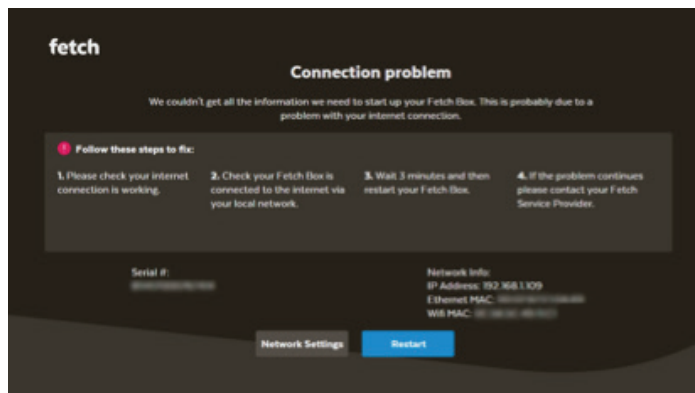 fetch
Connection problem
We couldn't get all the information we need to start up your Fetch Box. This is probably due to a
problem with your internet connection.
Follow these steps to fix:
1. Please check your internet
connection is working.
2. Check your Fetch Box is
connected to the internet via
your local network.
3. Wait 3 minutes and then
restart your Fetch Box.
4. If the problem continues
please contact your Fetch
Service Provider.
Serial #:
Network Info:
IP Address: 192.168.1.109
Ethernet MAC:
Wifi MAC:
Network Settings
Restart